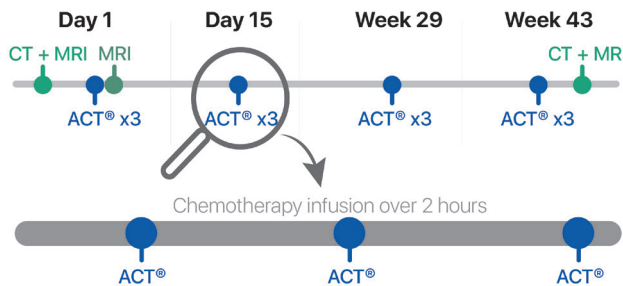 Day 1 Day 15 Week 29 Week 43
CT + MRI MRI CT + MR
ACT® x3 ACT® x3 ACT® x3 ACT® x3
Chemotherapy infusion over 2 hours
ACT® ACT® ACT®